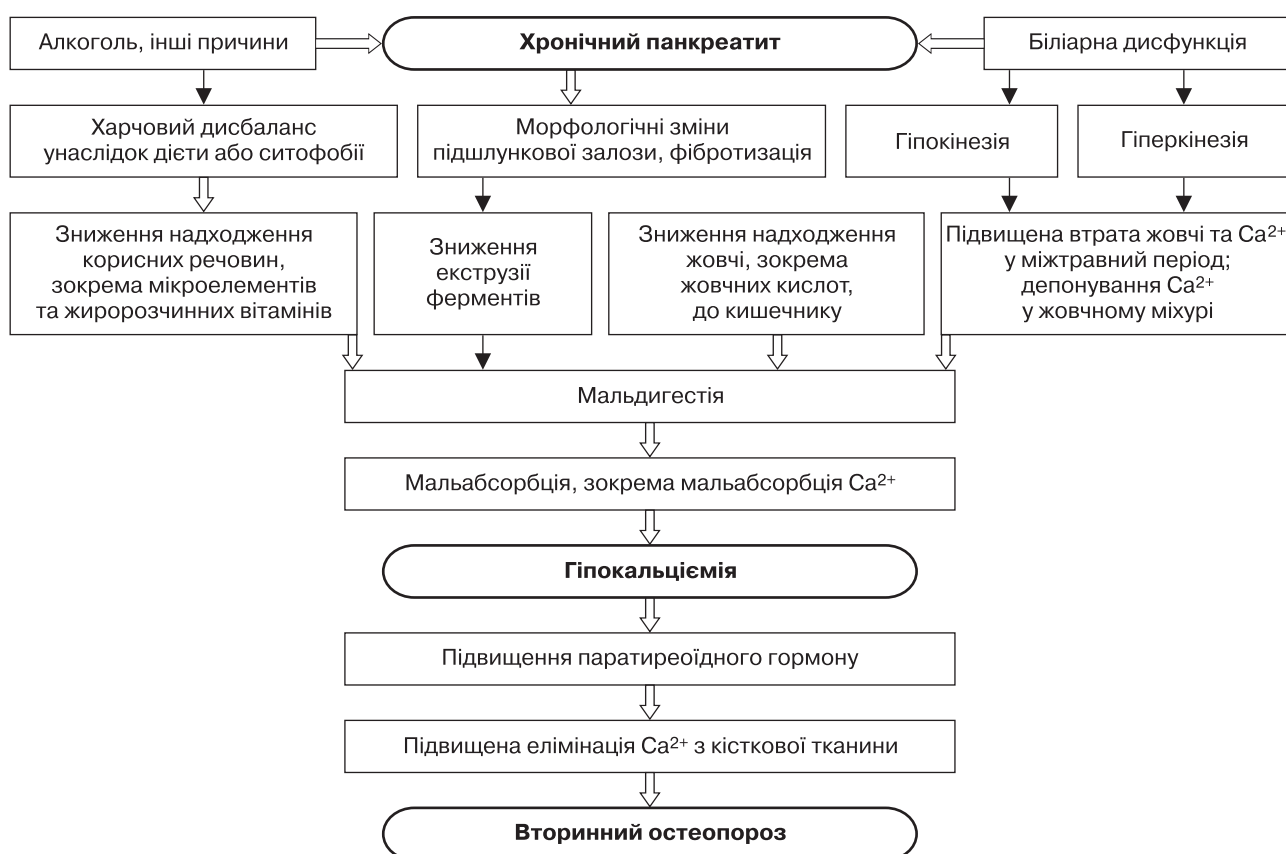 Алкоголь, інші причини
Хронічний панкреатит
Біліарна дисфункція
Харчовий дисбаланс
унаслідок дієти або ситофобії
Морфологічні зміни
підшлункової залози, фібротизація
Гіпокінезія
Гіперкінезія
Зниження надходження
корисних речовин,
зокрема мікроелементів
та жиророзчинних вітамінів
Зниження
екструзії
ферментів
Зниження надходження
жовчі, зокрема
жовчних кислот,
до кишечнику
Підвищена втрата жовчі та Ca²⁺
у міжтравний період;
депонування Ca²⁺
у жовчному міхурі
Мальдигестія
Мальабсорбція, зокрема мальабсорбція Ca²⁺
Гіпокальціємія
Підвищення паратиреоїдного гормону
Підвищена елімінація Ca²⁺ з кісткової тканини
Вторинний остеопороз